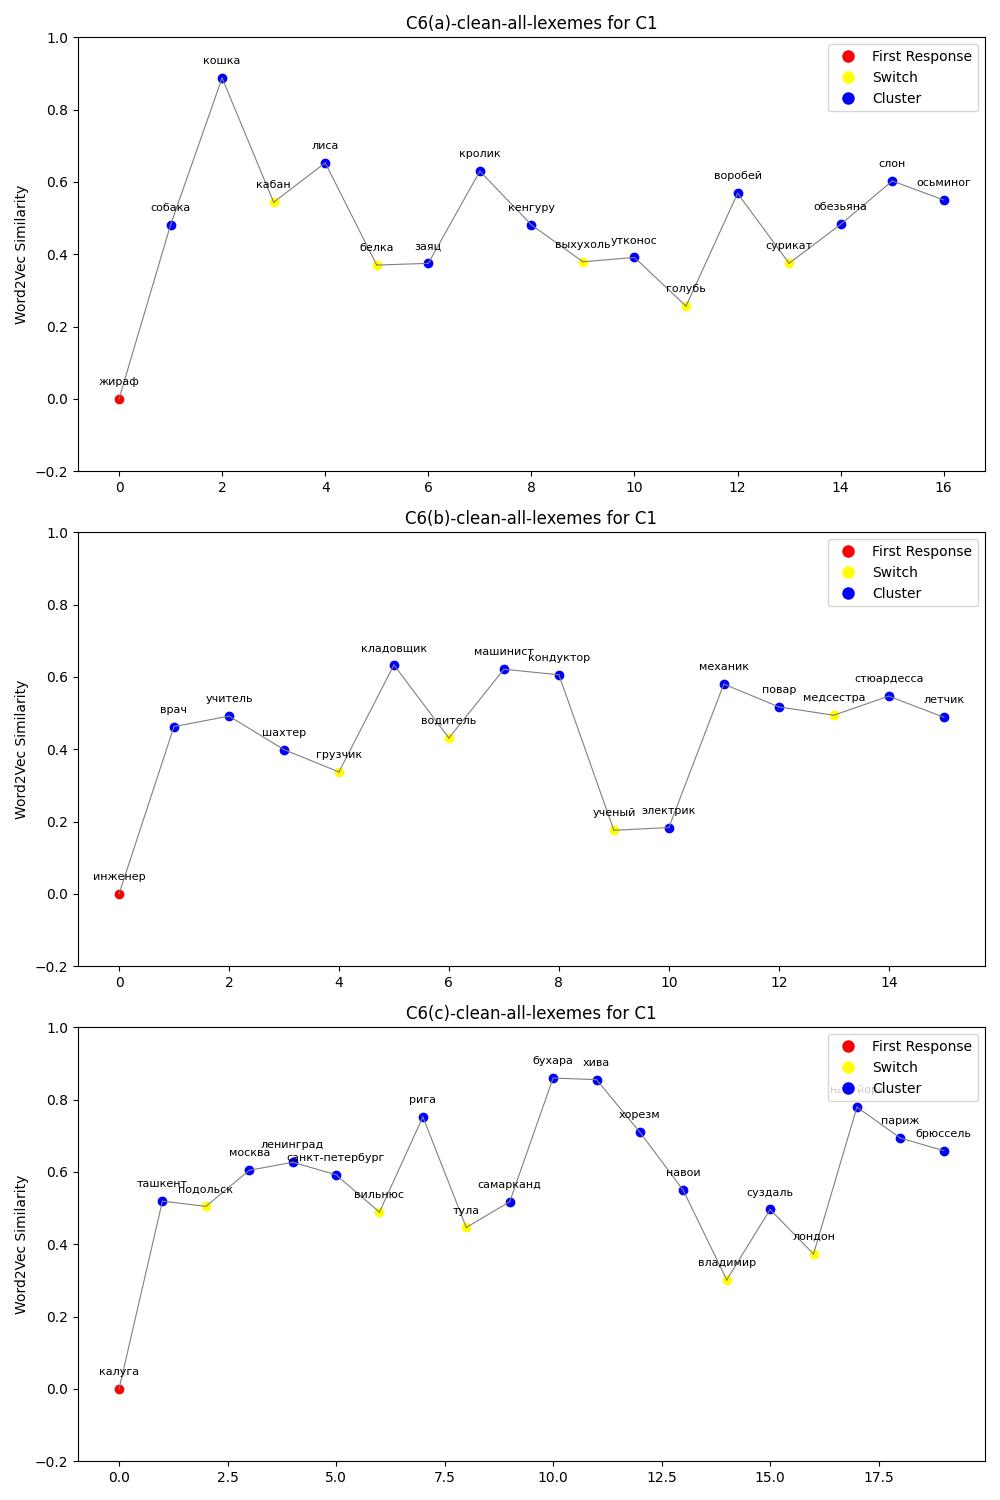 C6(a)-clean-all-lexemes for C1
Word2Vec Similarity
1.0
0.8
0.6
0.4
0.2
0.0
−0.2
First Response
Switch
Cluster
жираф
собака
кошка
кабан
лиса
белка
заяц
кролик
кенгуру
выхухоль
утконос
голубь
воробей
сурикат
обезьяна
слон
осьминог
0 2 4 6 8 10 12 14 16
C6(b)-clean-all-lexemes for C1
Word2Vec Similarity
1.0
0.8
0.6
0.4
0.2
0.0
−0.2
First Response
Switch
Cluster
инженер
врач
учитель
шахтер
грузчик
кладовщик
водитель
машинист
кондуктор
ученый
электрик
механик
повар
медсестра
стюардесса
летчик
0 2 4 6 8 10 12 14
C6(c)-clean-all-lexemes for C1
Word2Vec Similarity
1.0
0.8
0.6
0.4
0.2
0.0
−0.2
First Response
Switch
Cluster
калуга
ташкент
подольск
москва
ленинград
санкт-петербург
вильнюс
рига
тула
самарканд
бухара
хива
хорезм
навои
владимир
суздаль
лондон
париж
брюссель
0.0 2.5 5.0 7.5 10.0 12.5 15.0 17.5